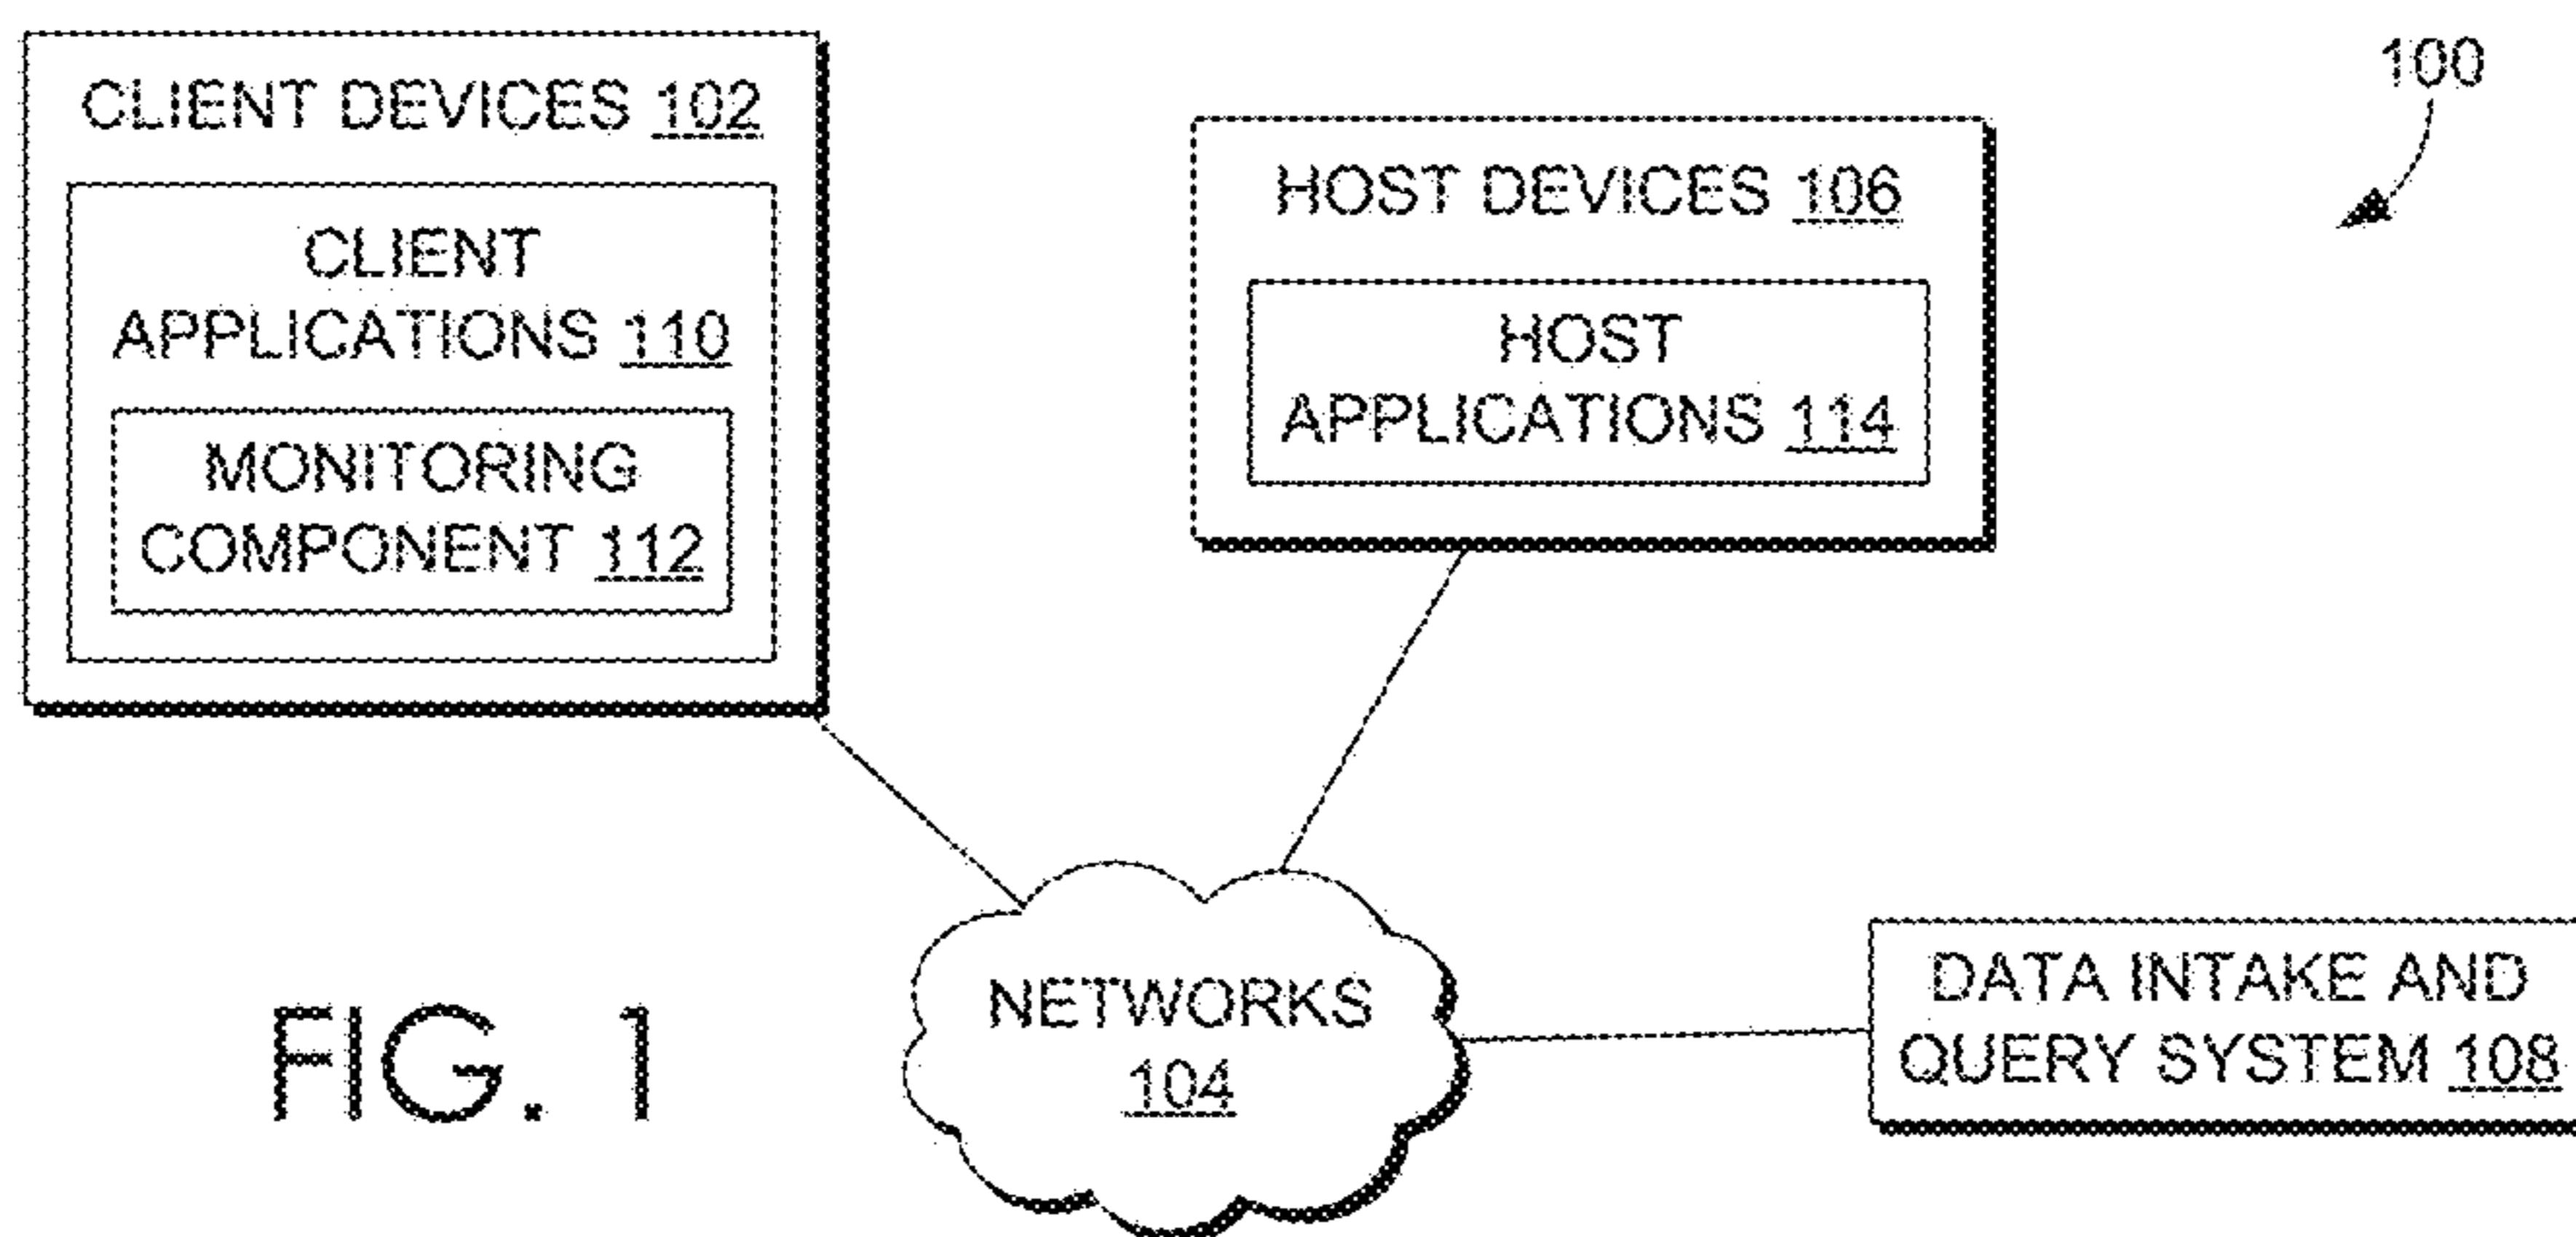 CLIENT DEVICES 102
CLIENT
APPLICATIONS 110
MONITORING
COMPONENT 112
HOST DEVICES 106
HOST
APPLICATIONS 114
100
NETWORKS
104
DATA INTAKE AND
QUERY SYSTEM 108
FIG. 1